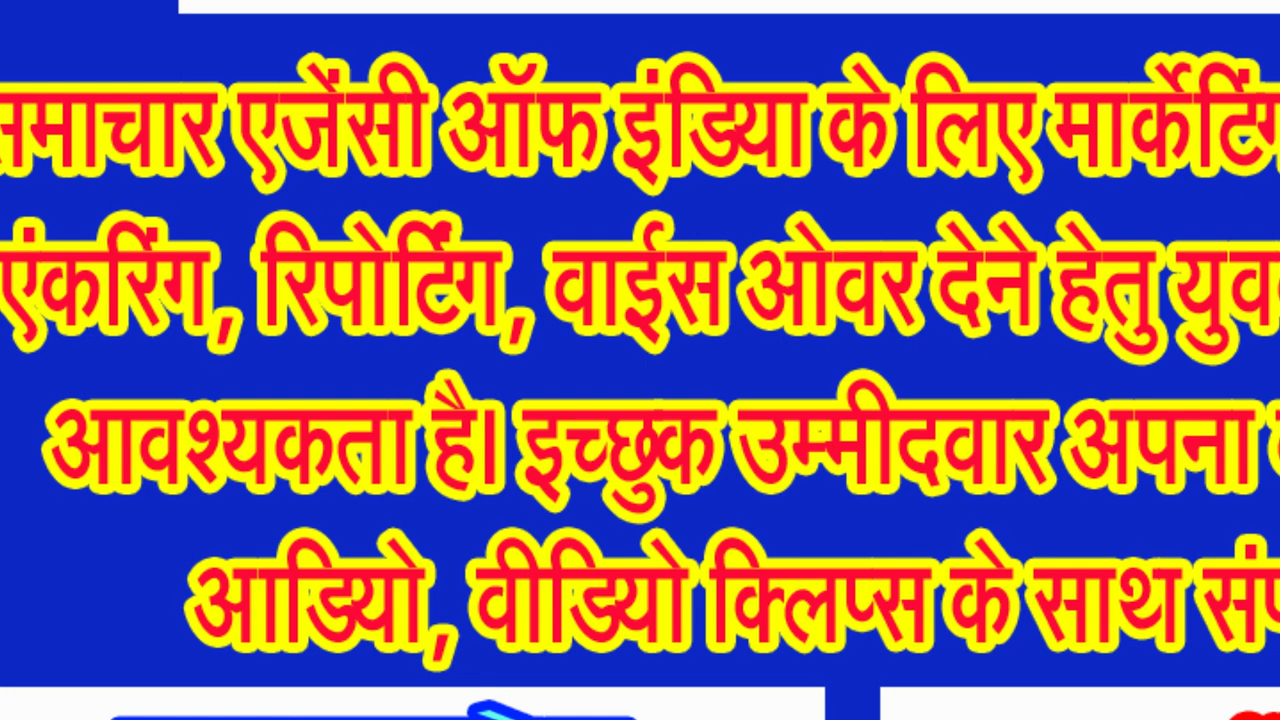 समाचार एजेंसी ऑफ इंडिया के लिए मार्केटिंग
एंकरिंग, रिपोर्टिंग, वाईस ओवर देने हेतु
आवश्यकता है। इच्छुक उम्मीदवार अपना
आडियो, वीडियो क्लिप्स के साथ